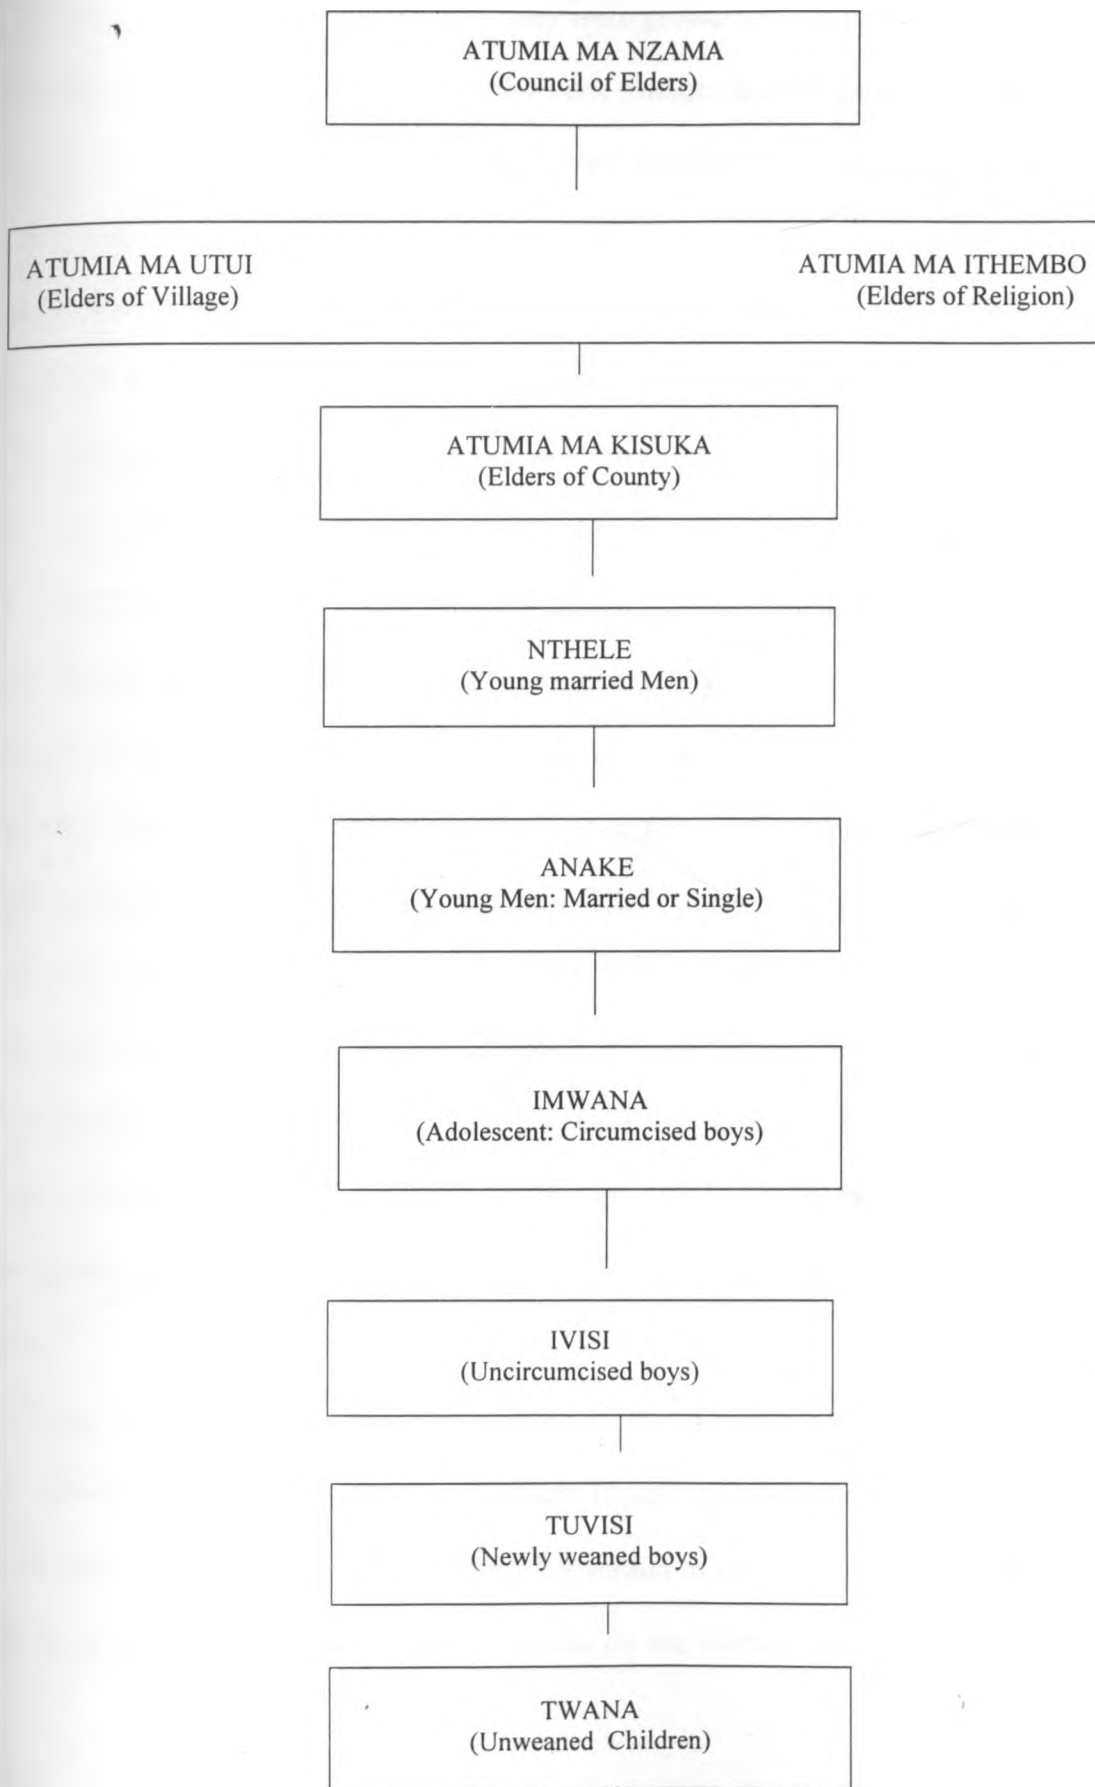 ATUMIA MA NZAMA
(Council of Elders)
ATUMIA MA UTUI
(Elders of Village)
ATUMIA MA ITHEMBO
(Elders of Religion)
ATUMIA MA KISUKA
(Elders of County)
NTHELE
(Young married Men)
ANAKE
(Young Men: Married or Single)
IMWANA
(Adolescent: Circumcised boys)
IVISI
(Uncircumcised boys)
TUVISI
(Newly weaned boys)
TWANA
(Unweaned Children)